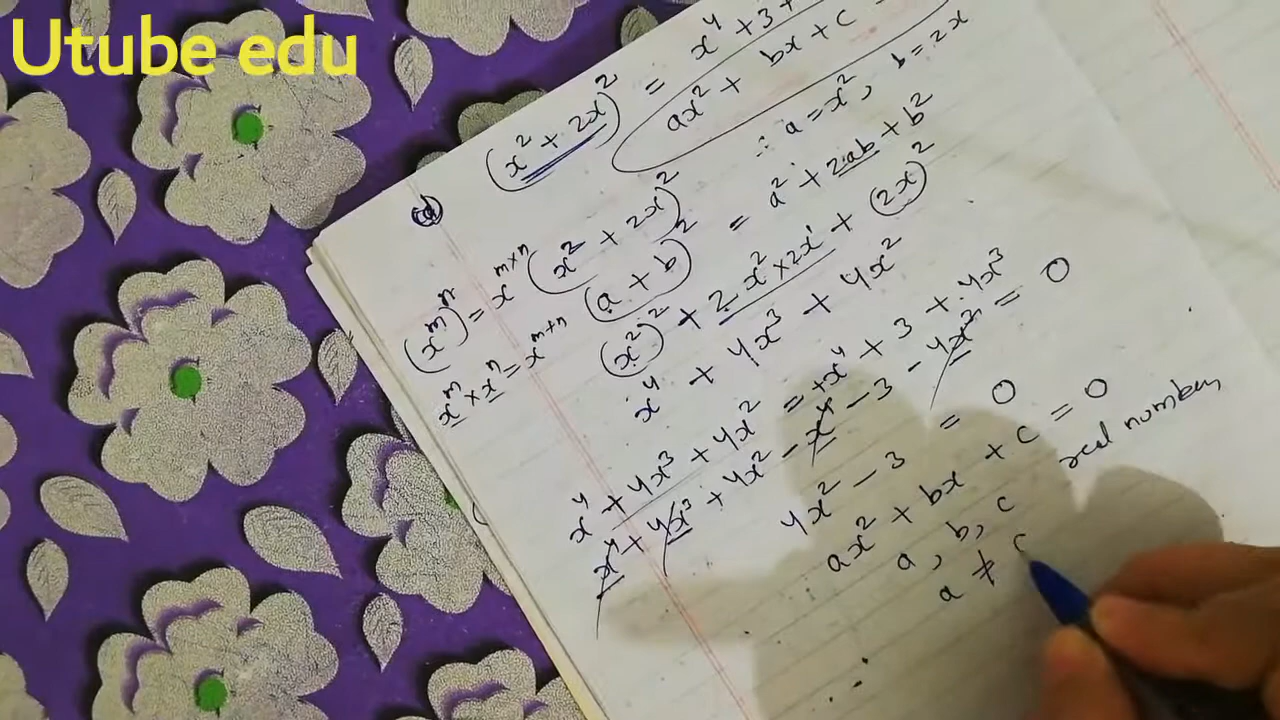 Utube edu
(x² + 2x)² = x⁴ + 3 +
ax² + bx + c
∴ a = x², b = 2x
(xᵐ)ⁿ = xᵐˣⁿ (x² + 2x)²
(a + b)² = a² + 2ab + b²
xᵐ × xⁿ = xᵐ⁺ⁿ (x²)² + 2·x²×2x¹ + (2x)²
x⁴ + 4x³ + 4x²
x⁴ + 4x³ + 4x² = +x⁴ + 3 + 4x³
x⁴ + 4x³ + 4x² - x⁴ - 3 - 4x³ = 0
4x² - 3 = 0
ax² + bx + c = 0
a, b, c real number,
a ≠